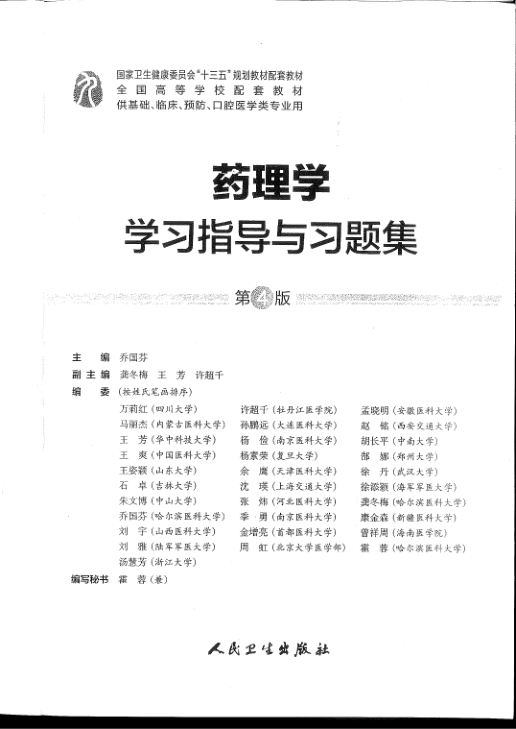 国家卫生健康委员会“十三五”规划教材配套教材
全国高等学校配套教材
供基础、临床、预防、口腔医学类专业用
药理学
学习指导与习题集
第4版
主 编 乔国芬
副主编 龚冬梅 王 芳 许超千
编 委 (按姓氏笔画排序)
万莉红(四川大学) 许超千(牡丹江医学院) 孟晓明(安徽医科大学)
马丽杰(内蒙古医科大学) 孙鹏远(大连医科大学) 赵 铭(西安交通大学)
王 芳(华中科技大学) 杨 俭(南京医科大学) 胡长平(中南大学)
王 爽(中国医科大学) 杨素荣(复旦大学) 郜 娜(郑州大学)
王姿颖(山东大学) 余 鹰(天津医科大学) 徐 丹(武汉大学)
石 卓(吉林大学) 沈 瑛(上海交通大学) 徐添颖(海军军医大学)
朱文博(中山大学) 张 炜(河北医科大学) 龚冬梅(哈尔滨医科大学)
乔国芬(哈尔滨医科大学) 季 勇(南京医科大学) 康金森(新疆医科大学)
刘 宇(山西医科大学) 金增亮(首都医科大学) 曾祥周(海南医学院)
刘 雅(陆军军医大学) 周 虹(北京大学医学部) 霍 蓉(哈尔滨医科大学)
汤慧芳(浙江大学)
编写秘书 霍 蓉(兼)
人民卫生出版社